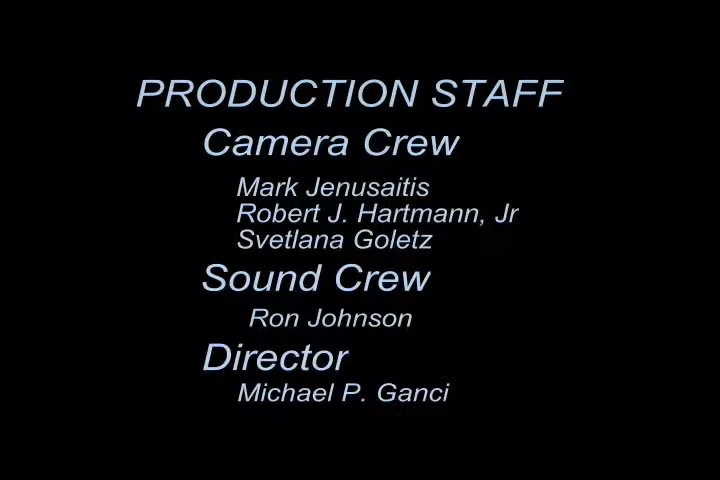 PRODUCTION STAFF
Camera Crew
Mark Jenusaitis
Robert J. Hartmann, Jr
Svetlana Goletz
Sound Crew
Ron Johnson
Director
Michael P. Ganci